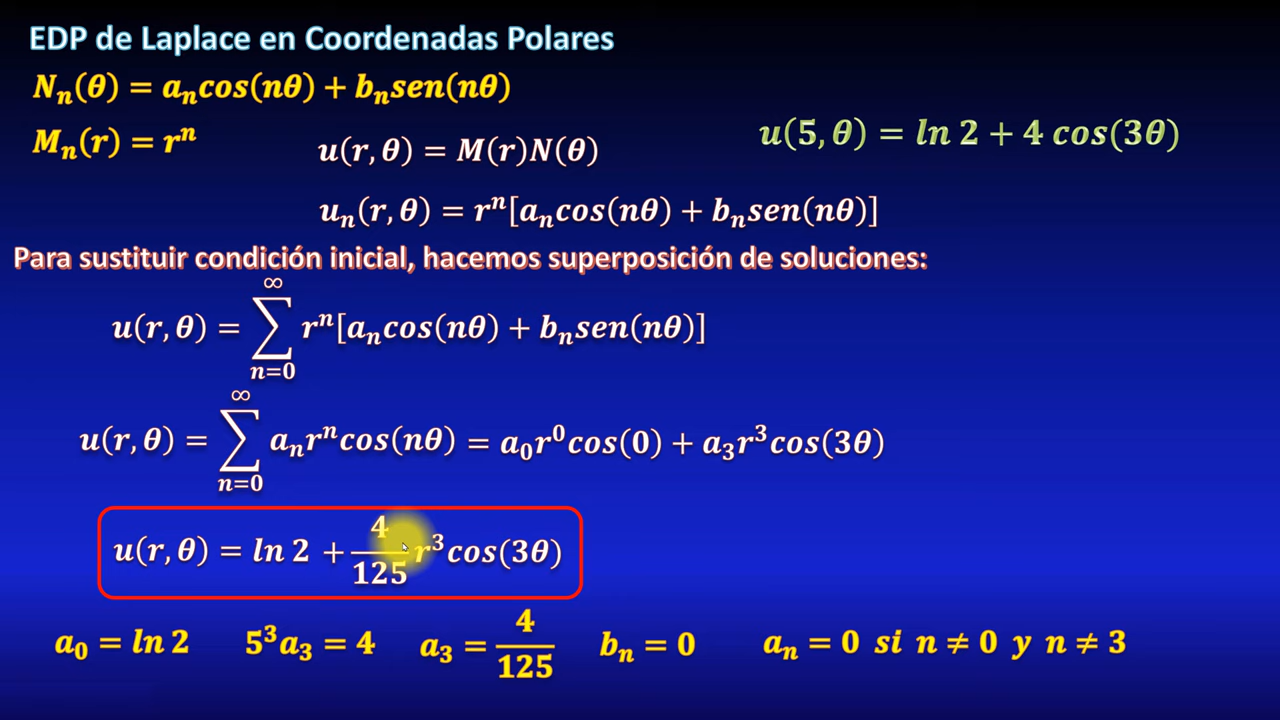 EDP de Laplace en Coordenadas Polares
Nₙ(θ) = aₙcos(nθ) + bₙsen(nθ)
Mₙ(r) = rⁿ
u(r, θ) = M(r)N(θ)
u(5, θ) = ln 2 + 4 cos(3θ)
uₙ(r, θ) = rⁿ[aₙcos(nθ) + bₙsen(nθ)]
Para sustituir condición inicial, hacemos superposición de soluciones:
u(r, θ) = ∑_{n=0}^{∞} rⁿ[aₙcos(nθ) + bₙsen(nθ)]
u(r, θ) = ∑_{n=0}^{∞} aₙrⁿcos(nθ) = a₀r⁰cos(0) + a₃r³cos(3θ)
u(r, θ) = ln 2 + 4/125 r³cos(3θ)
a₀ = ln 2 5³a₃ = 4 a₃ = 4/125 bₙ = 0 aₙ = 0 si n ≠ 0 y n ≠ 3